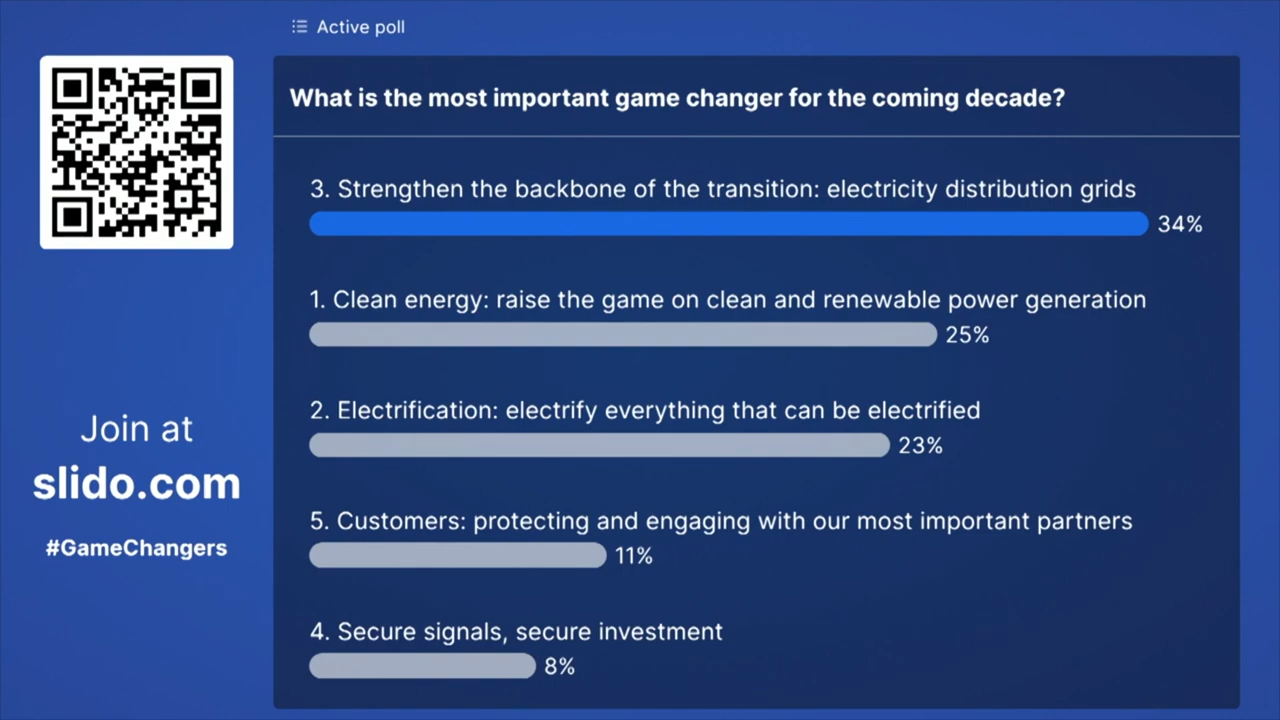 Active poll
What is the most important game changer for the coming decade?
3. Strengthen the backbone of the transition: electricity distribution grids
34%
1. Clean energy: raise the game on clean and renewable power generation
25%
2. Electrification: electrify everything that can be electrified
23%
5. Customers: protecting and engaging with our most important partners
11%
4. Secure signals, secure investment
8%
Join at
slido.com
#GameChangers